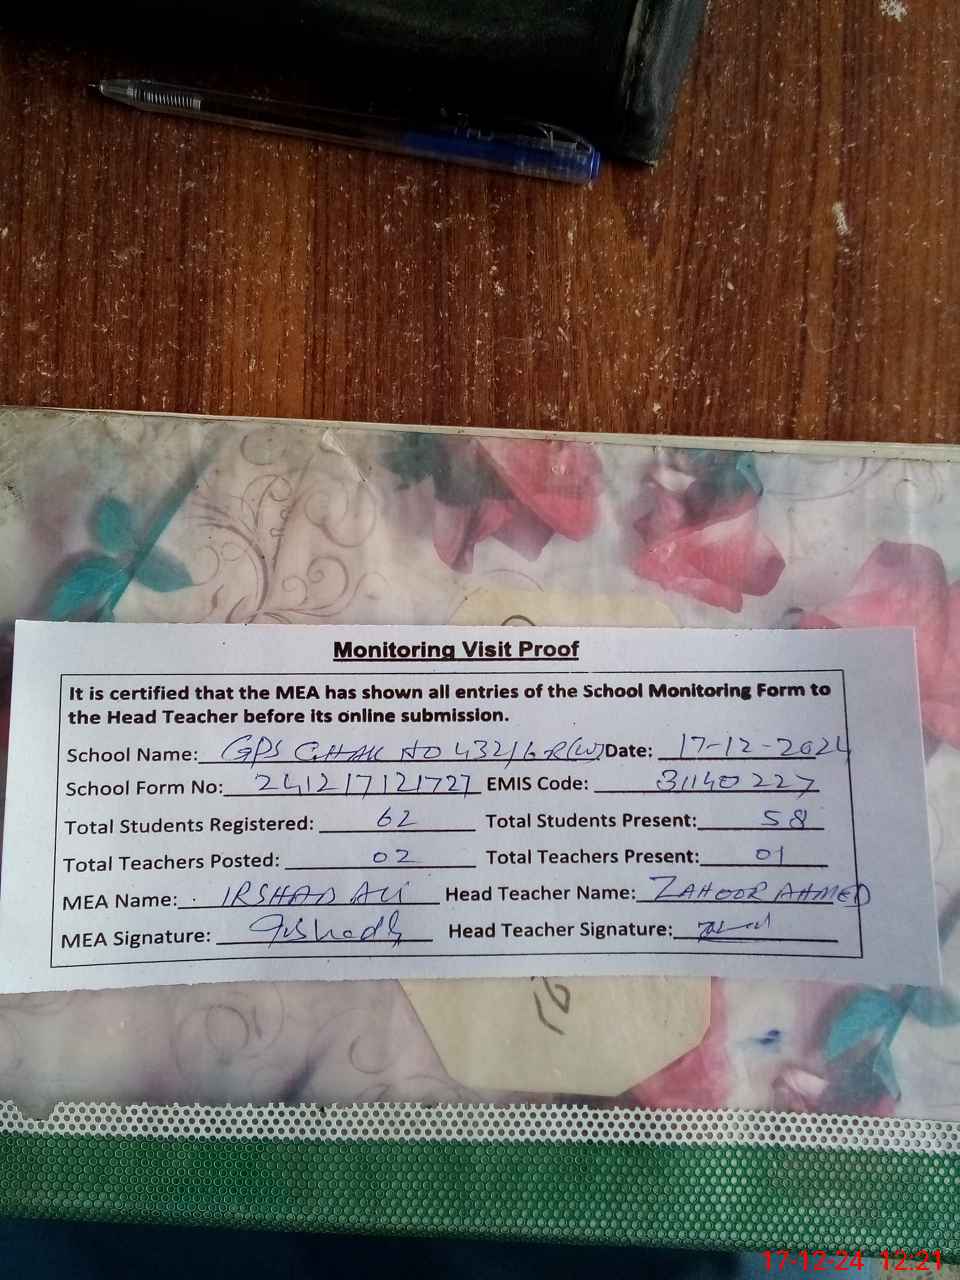 Monitoring Visit Proof
It is certified that the MEA has shown all entries of the School Monitoring Form to
the Head Teacher before its online submission.
School Name: GPS CHAK NO 432/6R(W) Date: 17-12-2024
School Form No: 241217121727 EMIS Code: 31140227
Total Students Registered: 62 Total Students Present: 58
Total Teachers Posted: 02 Total Teachers Present: 01
MEA Name: IRSHAD ALI Head Teacher Name: ZAHOOR AHMED
MEA Signature: Head Teacher Signature:
17-12-24 12:21